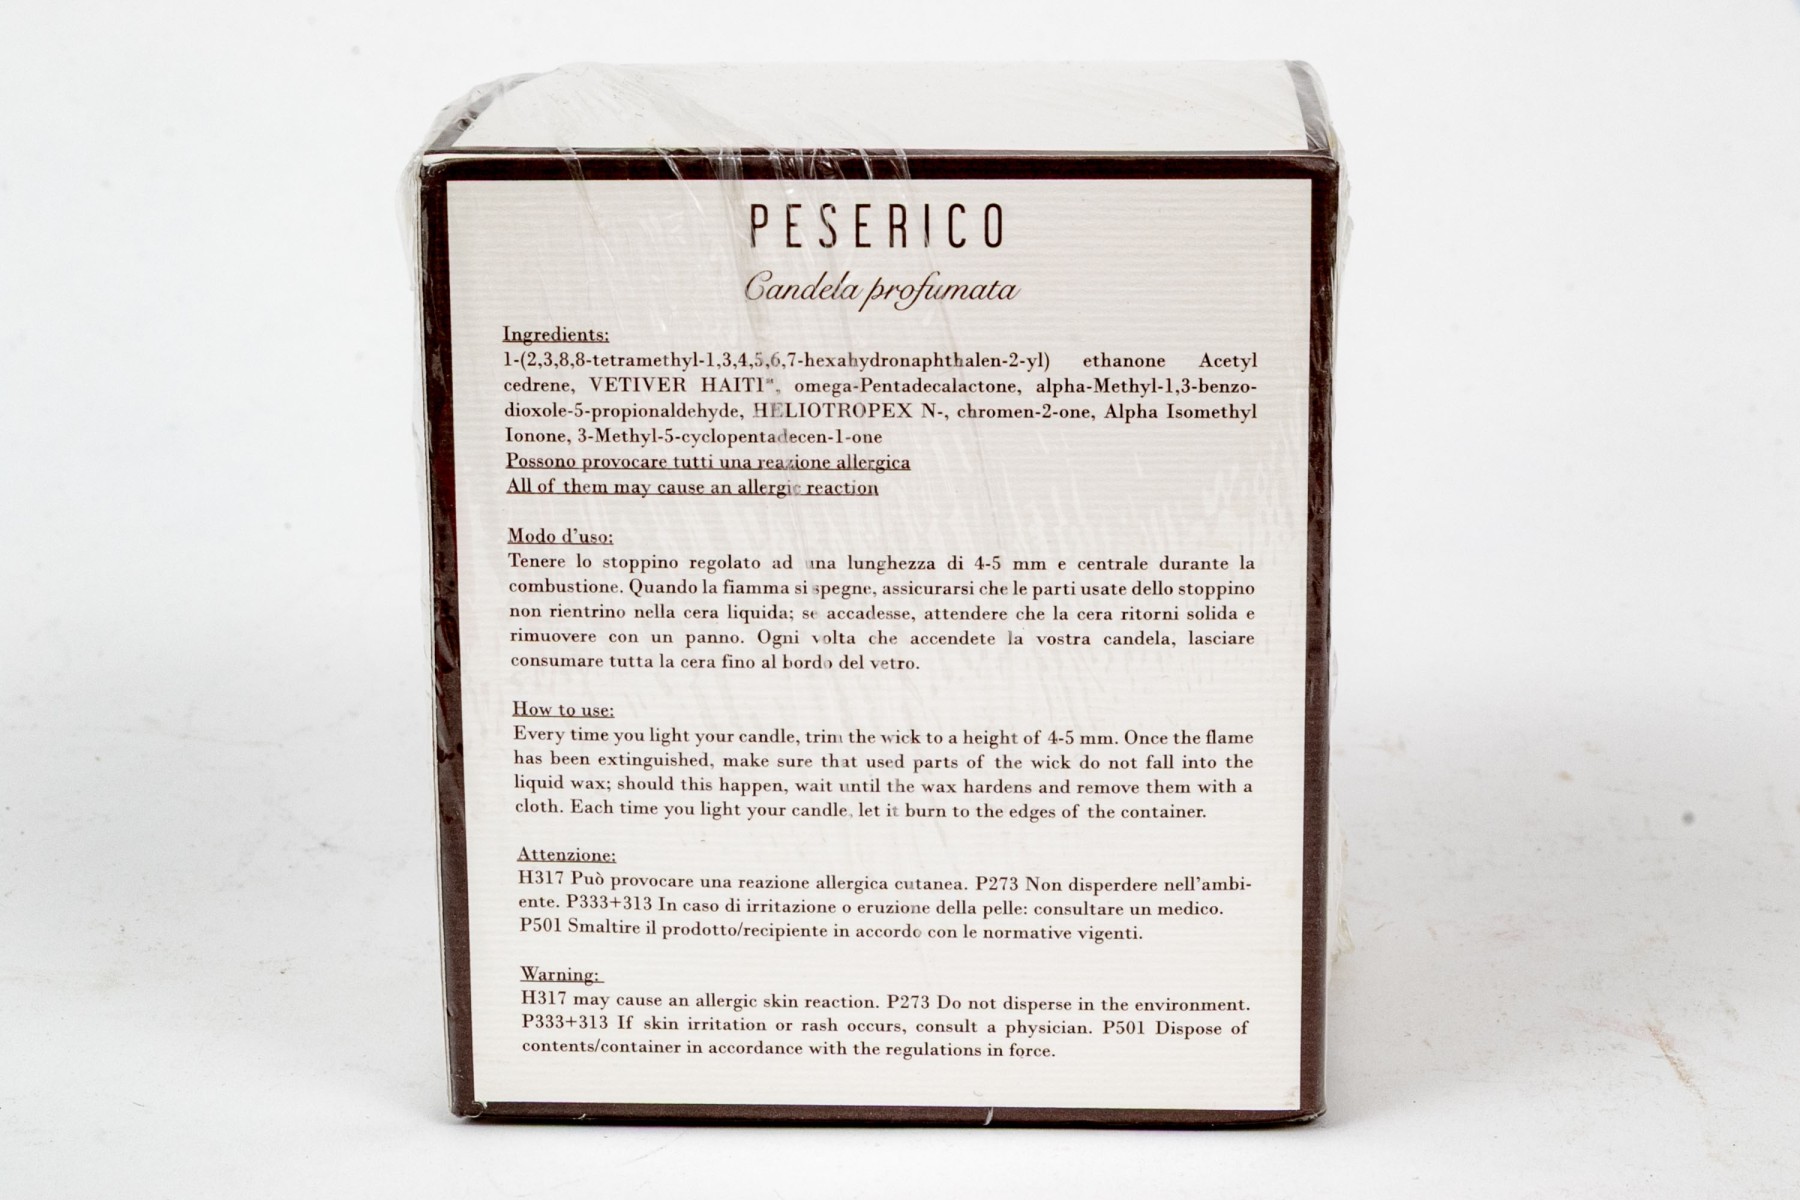 PESERICO
Candela profumata
Ingredients:
1-(2,3,8,8-tetramethyl-1,3,4,5,6,7-hexahydronaphthalen-2-yl) ethanone Acetyl
cedrene, VETIVER HAITI™, omega-Pentadecalactone, alpha-Methyl-1,3-benzo-
dioxole-5-propionaldehyde, HELIOTROPEX N-, chromen-2-one, Alpha Isomethyl
Ionone, 3-Methyl-5-cyclopentadecen-1-one
Possono provocare tutti una reazione allergica
All of them may cause an allergic reaction
Modo d'uso:
Tenere lo stoppino regolato ad una lunghezza di 4-5 mm e centrale durante la
combustione. Quando la fiamma si spegne, assicurarsi che le parti usate dello stoppino
non rientrino nella cera liquida; se accadesse, attendere che la cera ritorni solida e
rimuovere con un panno. Ogni volta che accendete la vostra candela, lasciare
consumare tutta la cera fino al bordo del vetro.
How to use:
Every time you light your candle, trim the wick to a height of 4-5 mm. Once the flame
has been extinguished, make sure that used parts of the wick do not fall into the
liquid wax; should this happen, wait until the wax hardens and remove them with a
cloth. Each time you light your candle, let it burn to the edges of the container.
Attenzione:
H317 Può provocare una reazione allergica cutanea. P273 Non disperdere nell'ambi-
ente. P333+313 In caso di irritazione o eruzione della pelle: consultare un medico.
P501 Smaltire il prodotto/recipiente in accordo con le normative vigenti.
Warning:
H317 may cause an allergic skin reaction. P273 Do not disperse in the environment.
P333+313 If skin irritation or rash occurs, consult a physician. P501 Dispose of
contents/container in accordance with the regulations in force.